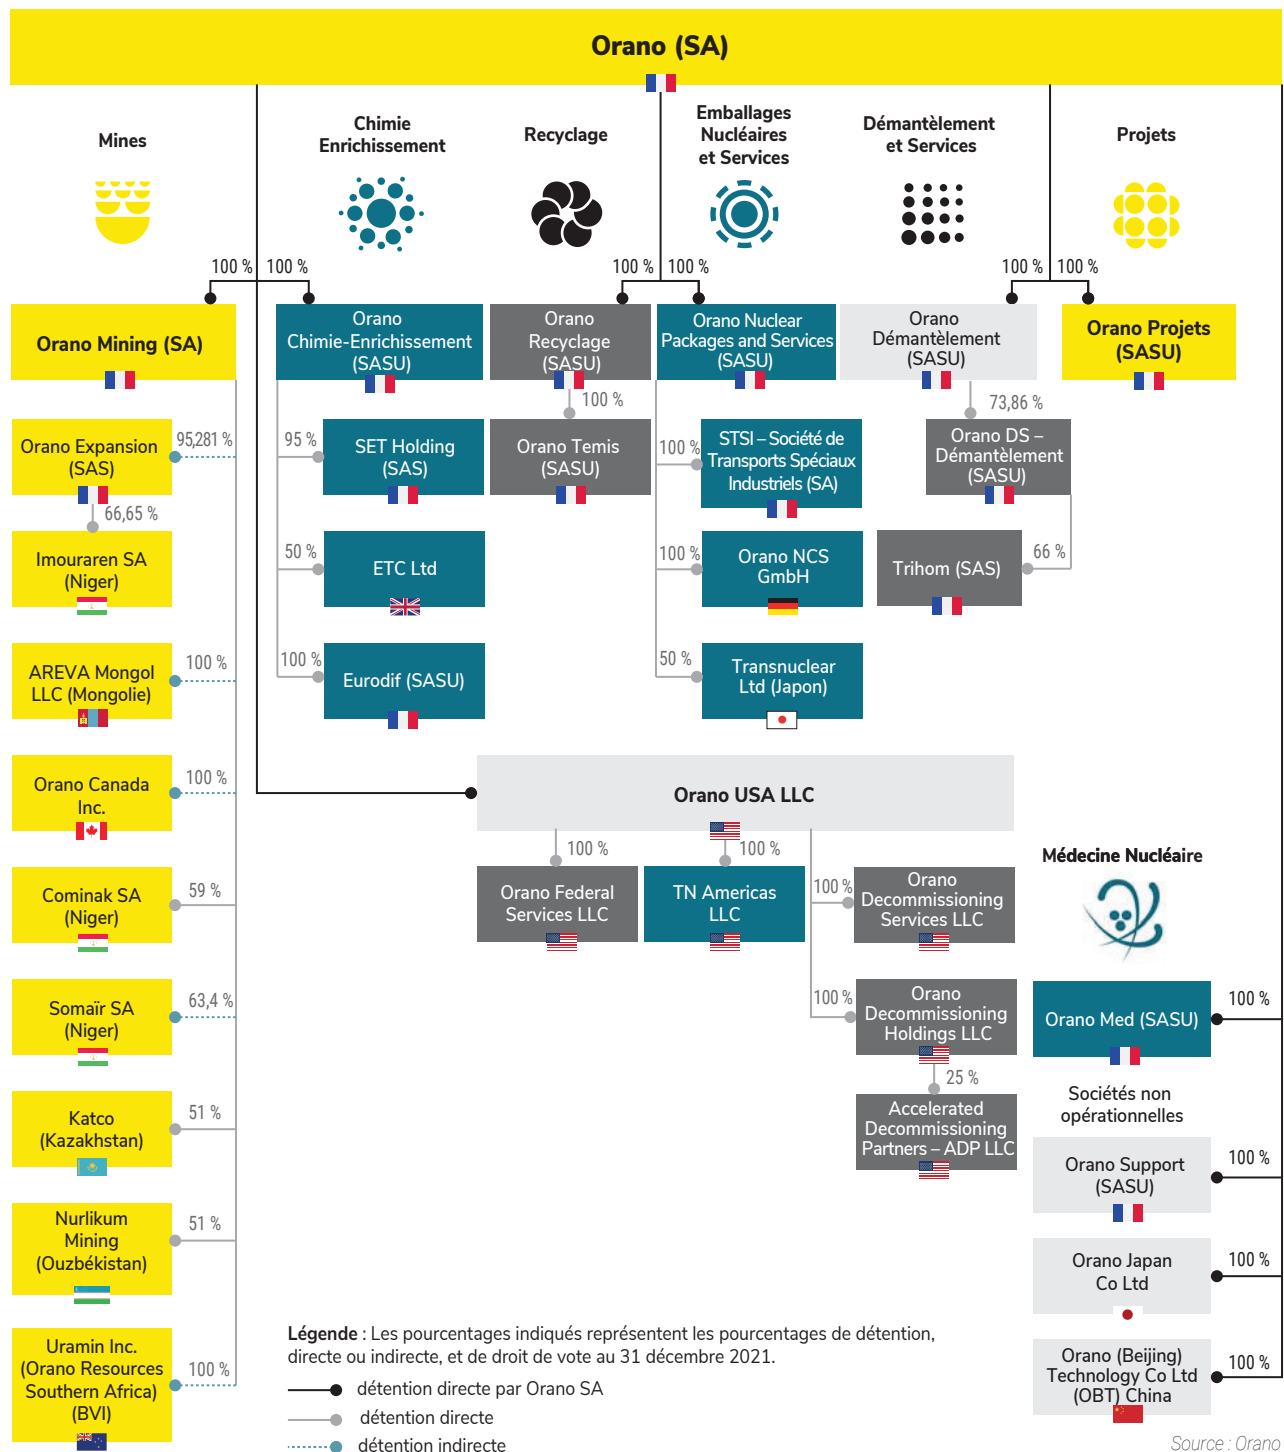 Orano (SA)
Mines
Chimie
Enrichissement
Recyclage
Emballages
Nucléaires
et Services
Démantèlement
et Services
Projets
100 %
100 %
100 %
100 %
100 %
100 %
Orano Mining (SA)
Orano
Chimie-Enrichissement
(SASU)
Orano
Recyclage
(SASU)
Orano Nuclear
Packages and Services
(SASU)
Orano
Démantèlement
(SASU)
Orano Projets
(SASU)
Orano Expansion
(SAS)
95,281 %
66,65 %
Imouraren SA
(Niger)
AREVA Mongol
LLC (Mongolie)
100 %
Orano Canada
Inc.
100 %
Cominak SA
(Niger)
59 %
Somaïr SA
(Niger)
63,4 %
Katco
(Kazakhstan)
51 %
Nurlikum
Mining
(Ouzbékistan)
51 %
Uramin Inc.
(Orano Resources
Southern Africa)
(BVI)
100 %
95 %
SET Holding
(SAS)
50 %
ETC Ltd
100 %
Eurodif (SASU)
100 %
Orano Temis
(SASU)
100 %
STSI – Société de
Transports Spéciaux
Industriels (SA)
100 %
Orano NCS
GmbH
50 %
Transnuclear
Ltd (Japon)
73,86 %
Orano DS –
Démantèlement
(SASU)
66 %
Trihom (SAS)
Orano USA LLC
100 %
Orano Federal
Services LLC
100 %
TN Americas
LLC
100 %
Orano
Decommissioning
Services LLC
100 %
Orano
Decommissioning
Holdings LLC
25 %
Accelerated
Decommissioning
Partners – ADP LLC
Médecine Nucléaire
Orano Med (SASU)
100 %
Sociétés non
opérationnelles
Orano Support
(SASU)
100 %
Orano Japan
Co Ltd
100 %
Orano (Beijing)
Technology Co Ltd
(OBT) China
100 %
Légende : Les pourcentages indiqués représentent les pourcentages de détention,
directe ou indirecte, et de droit de vote au 31 décembre 2021.
détention directe par Orano SA
détention directe
détention indirecte
Source : Orano